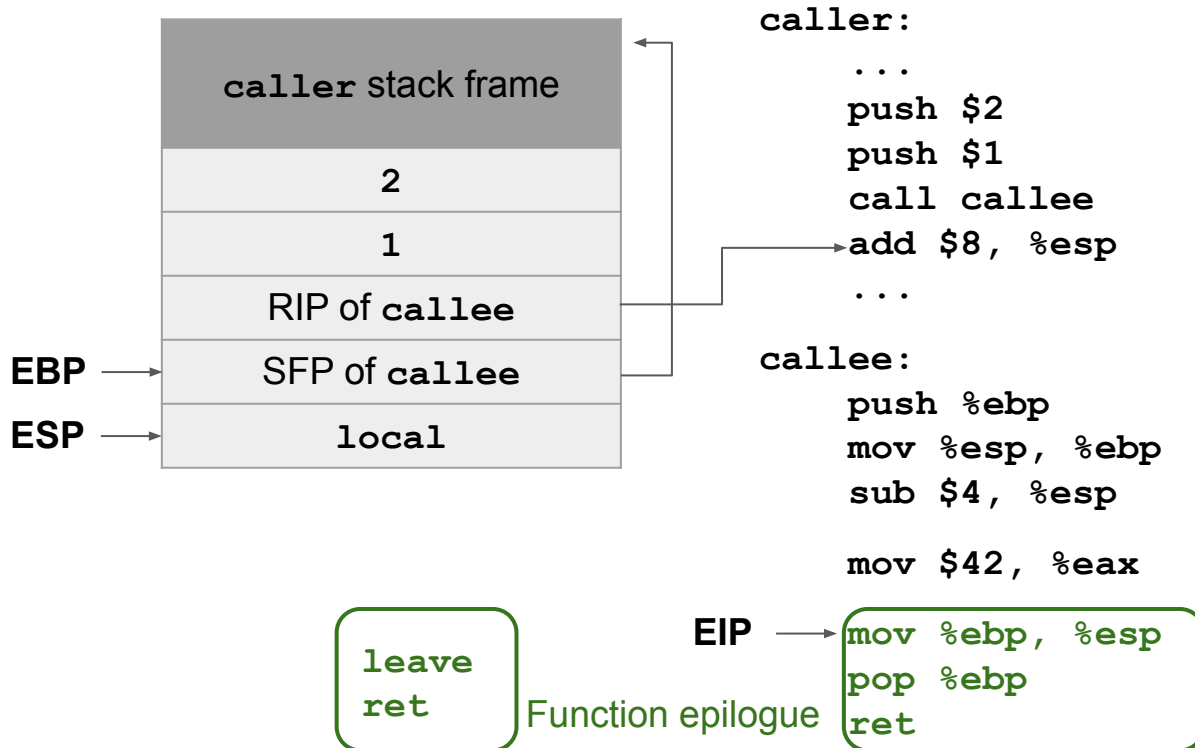 caller stack frame
2
1
RIP of callee
EBP
SFP of callee
ESP
local
caller:
...
push $2
push $1
call callee
add $8, %esp
...
callee:
push %ebp
mov %esp, %ebp
sub $4, %esp
mov $42, %eax
EIP
mov %ebp, %esp
pop %ebp
ret
leave
ret
Function epilogue